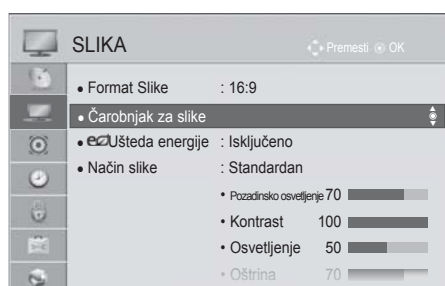 SLIKA
Premesti OK
• Format Slike : 16:9
• Čarobnjak za slike
• eco Ušteda energije : Isključeno
• Način slike : Standardan
• Pozadinsko osvetljenje 70
• Kontrast 100
• Osvetljenje 50
• Oštrina 70